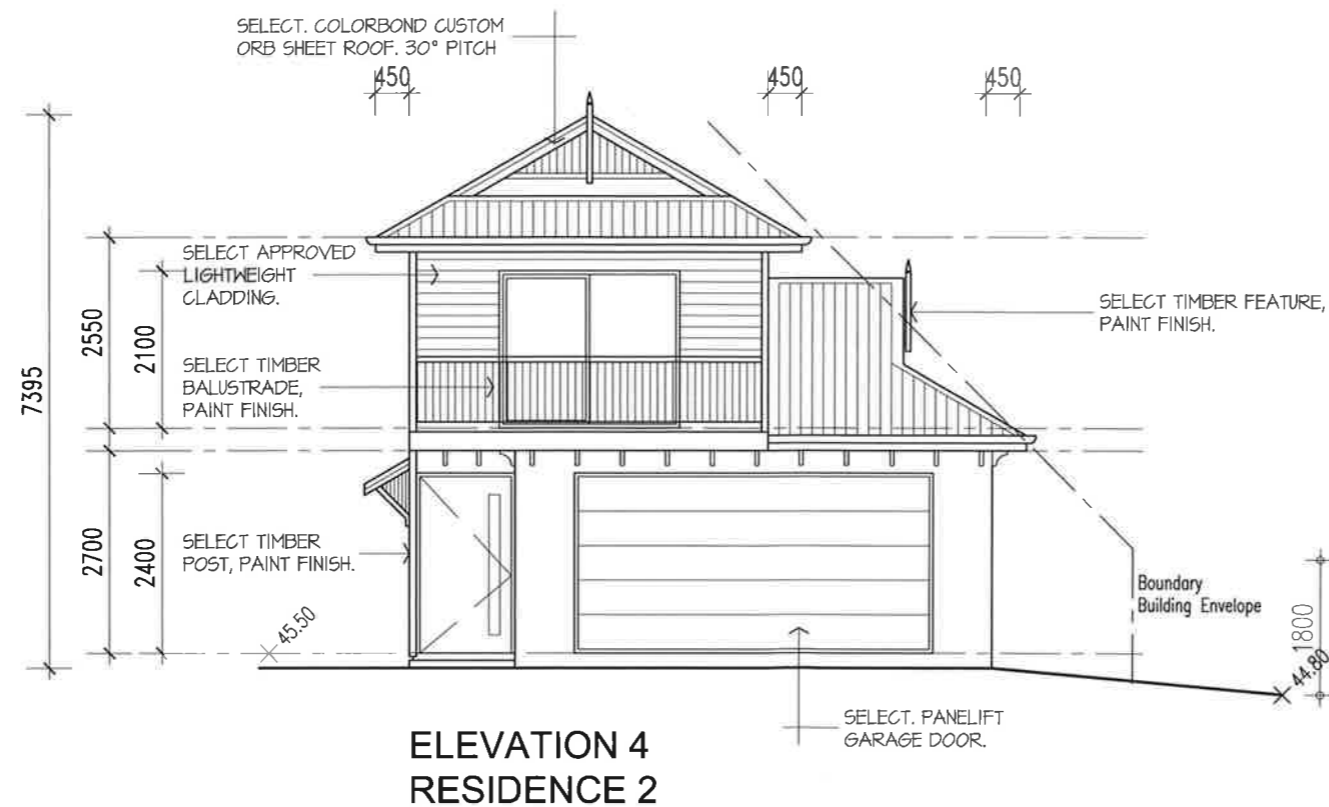 SELECT. COLORBOND CUSTOM
ORB SHEET ROOF. 30° PITCH
450
450
450
SELECT APPROVED
LIGHTWEIGHT
CLADDING.
SELECT TIMBER FEATURE,
PAINT FINISH.
2550
2100
7395
SELECT TIMBER
BALUSTRADE,
PAINT FINISH.
2700
2400
SELECT TIMBER
POST, PAINT FINISH.
Boundary
Building Envelope
1800
45.50
44.80
SELECT. PANELIFT
GARAGE DOOR.
ELEVATION 4
RESIDENCE 2